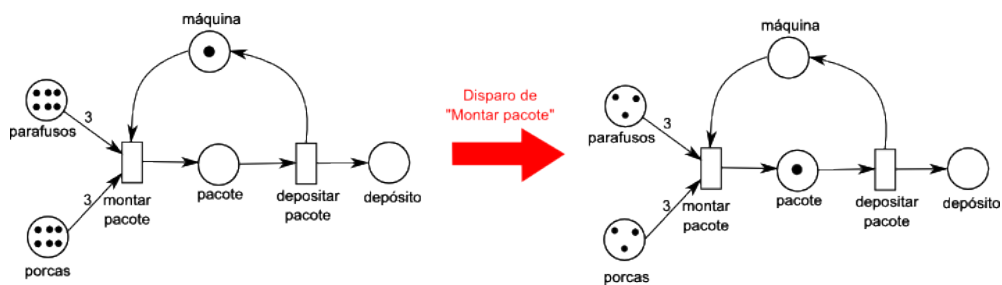 máquina
3
parafusos
3
montar
pacote
pacote
depositar
pacote
depósito
porcas
Disparo de
"Montar pacote"
máquina
3
parafusos
3
montar
pacote
pacote
depositar
pacote
depósito
porcas